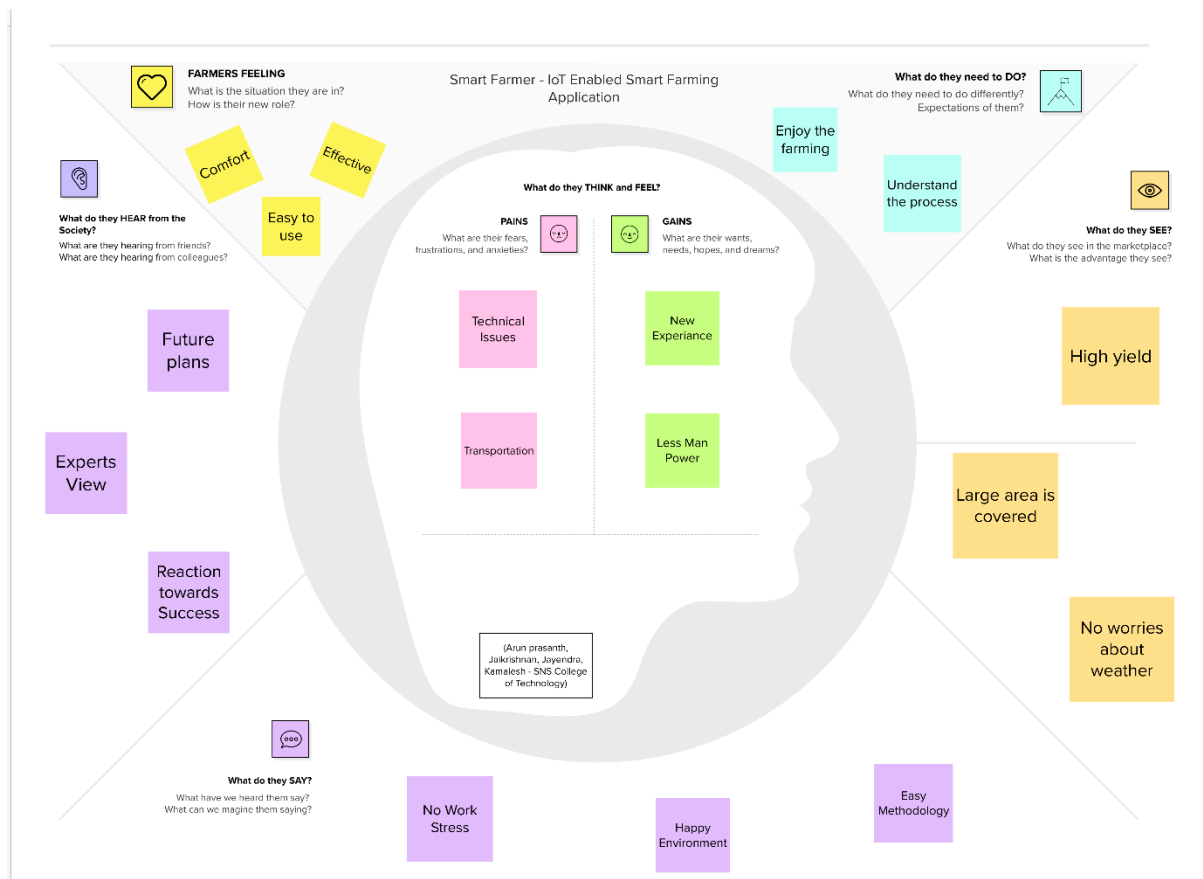 Smart Farmer - IoT Enabled Smart Farming
Application
FARMERS FEELING
What is the situation they are in?
How is their new role?
Comfort
Effective
Easy to
use
What do they need to DO?
What do they need to do differently?
Expectations of them?
Enjoy the
farming
Understand
the process
What do they HEAR from the
Society?
What are they hearing from friends?
What are they hearing from colleagues?
Future
plans
Experts
View
Reaction
towards
Success
What do they THINK and FEEL?
PAINS
What are their fears,
frustrations, and anxieties?
Technical
Issues
Transportation
GAINS
What are their wants,
needs, hopes, and dreams?
New
Experiance
Less Man
Power
What do they SEE?
What do they see in the marketplace?
What is the advantage they see?
High yield
Large area is
covered
No worries
about
weather
(Arun prasanth,
Jaikrishnan, Jayendra,
Kamalesh - SNS College
of Technology)
What do they SAY?
What have we heard them say?
What can we magine them saying?
No Work
Stress
Happy
Environment
Easy
Methodology